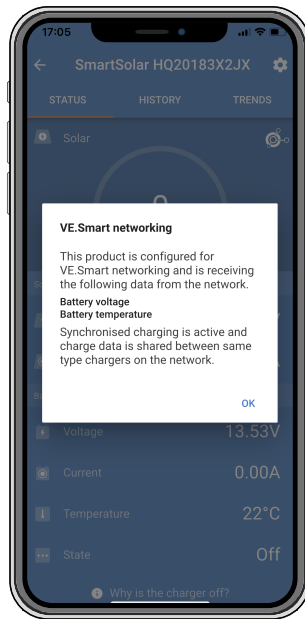 17:05
SmartSolar HQ20183X2JX
STATUS HISTORY TRENDS
Solar
VE.Smart networking
This product is configured for
VE.Smart networking and is receiving
the following data from the network.
Battery voltage
Battery temperature
Synchronised charging is active and
charge data is shared between same
type chargers on the network.
OK
Voltage 13.53V
Current 0.00A
Temperature 22°C
State Off
Why is the charger off?